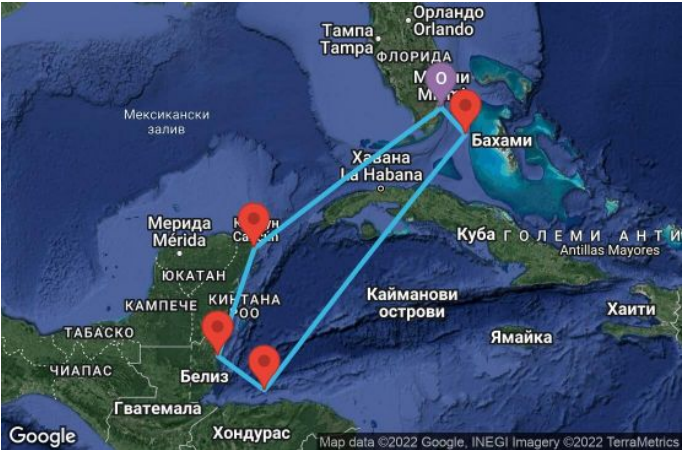 Орландо
Orlando
Тампа
Tampa
ФЛОРИДА
O
Мексикански
залив
Бахами
Хавана
La Habana
Мерида
Mérida
Cancún
Куба
ГОЛЕМИ АНТИ
Antillas Mayores
ЮКАТАН
КАМПЕЧЕ
КИНТАНА
РОО
Кайманови
острови
Хаити
ТАБАСКО
Ямайка
ЧИАПАС
Белиз
Гватемала
Хондурас
Google
Map data ©2022 Google, INEGI Imagery ©2022 TerraMetrics